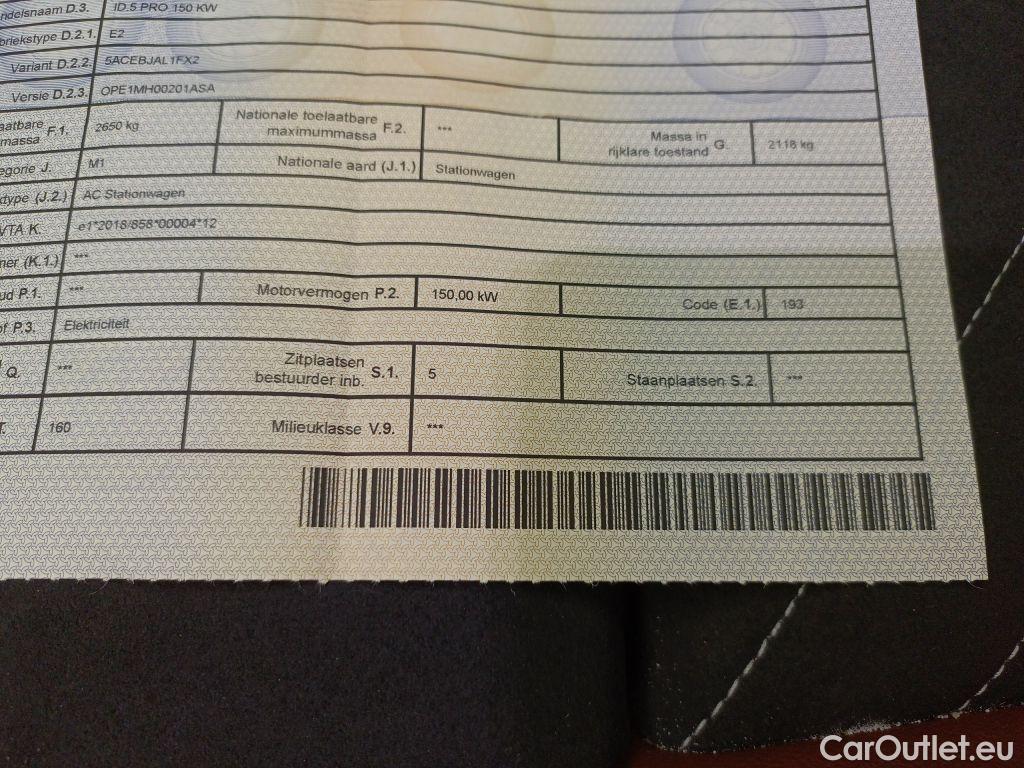 ndelsnaam D.3. ID.5 PRO 150 KW
briekstype D.2.1. E2
Variant D.2.2. 5ACEBJAL1FX2
Versie D.2.3. OPE1MH00201ASA
aatbare
massa F.1. 2650 kg Nationale toelaatbare
maximummassa F.2. *** Massa in
rijklare toestand G. 2118 kg
egorie J. M1 Nationale aard (J.1.) Stationwagen
type (J.2.) AC Stationwagen
VTA K. e1*2018/858*00004*12
mer (K.1.) ***
ud P.1. *** Motorvermogen P.2. 150,00 kW Code (E.1.) 193
of P.3. Elektriciteit
Q. *** Zitplaatsen
bestuurder inb. S.1. 5 Staanplaatsen S.2. ***
T. 160 Milieuklasse V.9. ***
CarOutlet.eu